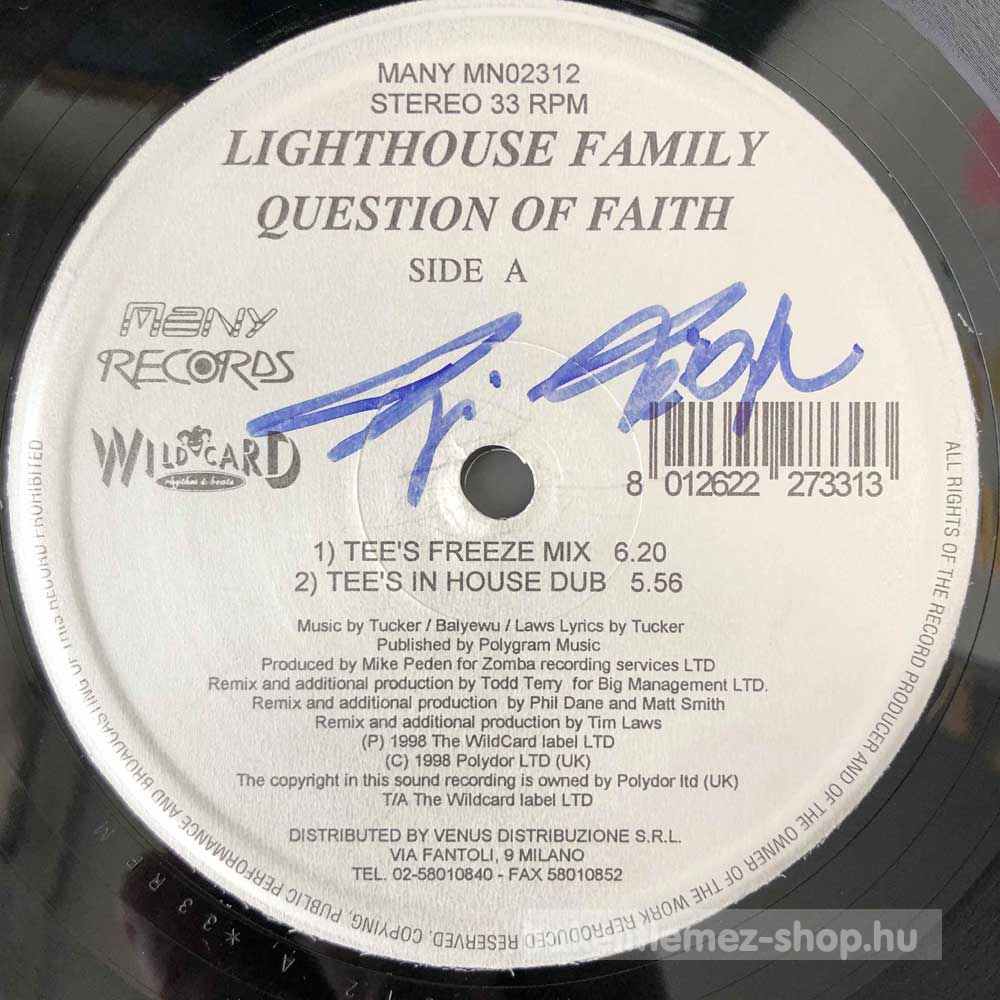 MANY MN02312
STEREO 33 RPM
LIGHTHOUSE FAMILY
QUESTION OF FAITH
SIDE A
MANY
RECORDS
WILDCARD
rhythm & beats
8 012622 273313
1) TEE'S FREEZE MIX 6.20
2) TEE'S IN HOUSE DUB 5.56
Music by Tucker / Balyewu / Laws Lyrics by Tucker
Published by Polygram Music
Produced by Mike Peden for Zomba recording services LTD
Remix and additional production by Todd Terry for Big Management LTD.
Remix and additional production by Phil Dane and Matt Smith
Remix and additional production by Tim Laws
(P) 1998 The WildCard label LTD
(C) 1998 Polydor LTD (UK)
The copyright in this sound recording is owned by Polydor ltd (UK)
T/A The Wildcard label LTD
DISTRIBUTED BY VENUS DISTRIBUZIONE S.R.L.
VIA FANTOLI, 9 MILANO
TEL. 02-58010840 - FAX 58010852
ALL RIGHTS OF THE RECORD PRODUCER AND OF THE OWNER OF THE WORK REPRODUCED RESERVED. COPYING, PUBLIC PERFORMANCE AND BROADCASTING OF THIS RECORD PROHIBITED
lemez-shop.hu